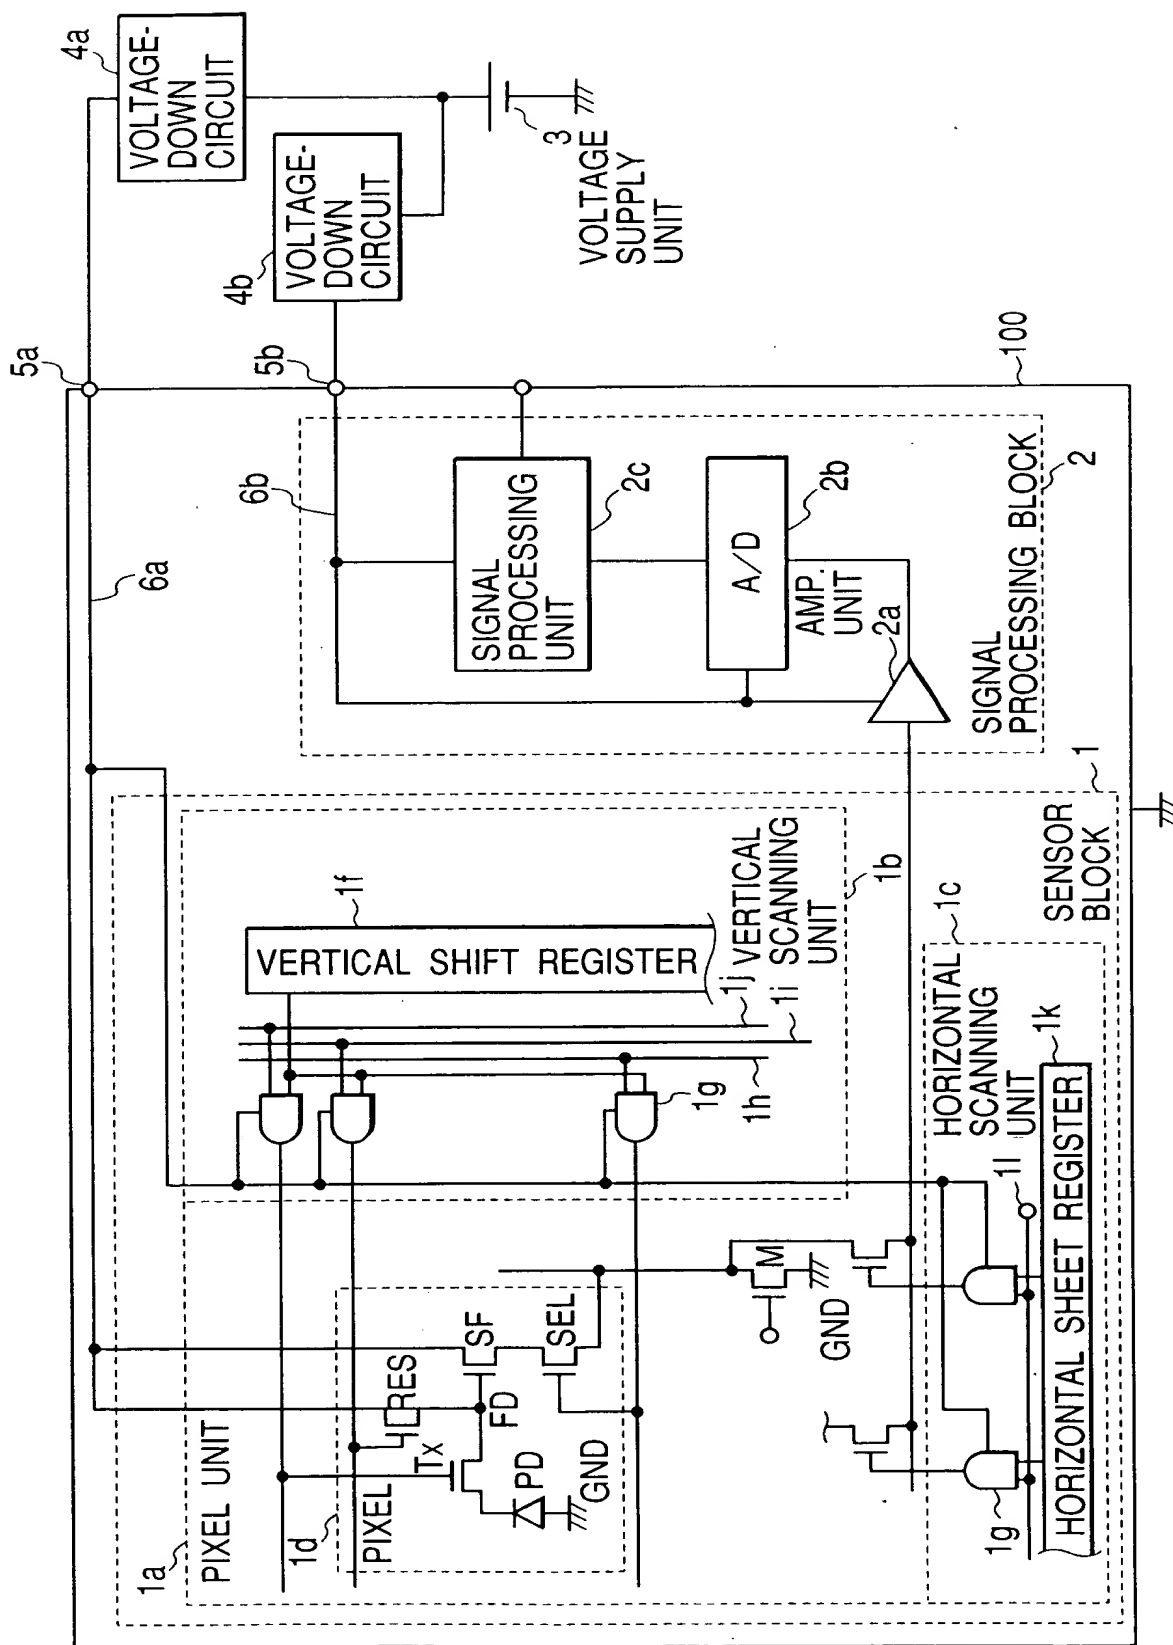 4a
VOLTAGE-
DOWN
CIRCUIT
4b
VOLTAGE-
DOWN
CIRCUIT
3
VOLTAGE
SUPPLY
UNIT
5a
5b
100
6a
6b
SIGNAL
PROCESSING
UNIT
2c
A/D
2b
AMP.
UNIT
2a
SIGNAL
PROCESSING BLOCK
2
1
SENSOR
BLOCK
1f
VERTICAL SHIFT REGISTER
VERTICAL
SCANNING
UNIT
1b
1j
1i
1h
1g
1c
HORIZONTAL
SCANNING
UNIT
1l
1k
HORIZONTAL SHEET REGISTER
1g
1a
PIXEL UNIT
1d
PIXEL
RES
Tx
FD
SF
SEL
PD
GND
M
GND